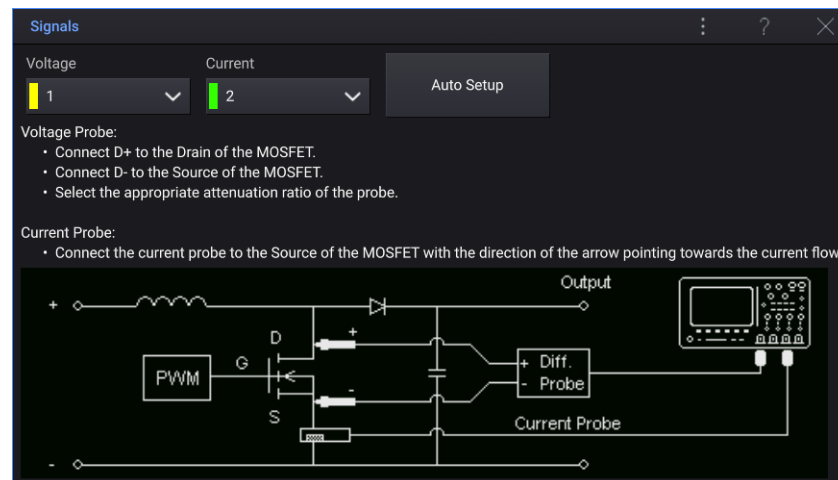 Signals
?
Voltage Current
1 2 Auto Setup
Voltage Probe:
• Connect D+ to the Drain of the MOSFET.
• Connect D- to the Source of the MOSFET.
• Select the appropriate attenuation ratio of the probe.
Current Probe:
• Connect the current probe to the Source of the MOSFET with the direction of the arrow pointing towards the current flow
Output
+
D +
G + Diff.
PWM - Probe
-
S
Current Probe
-